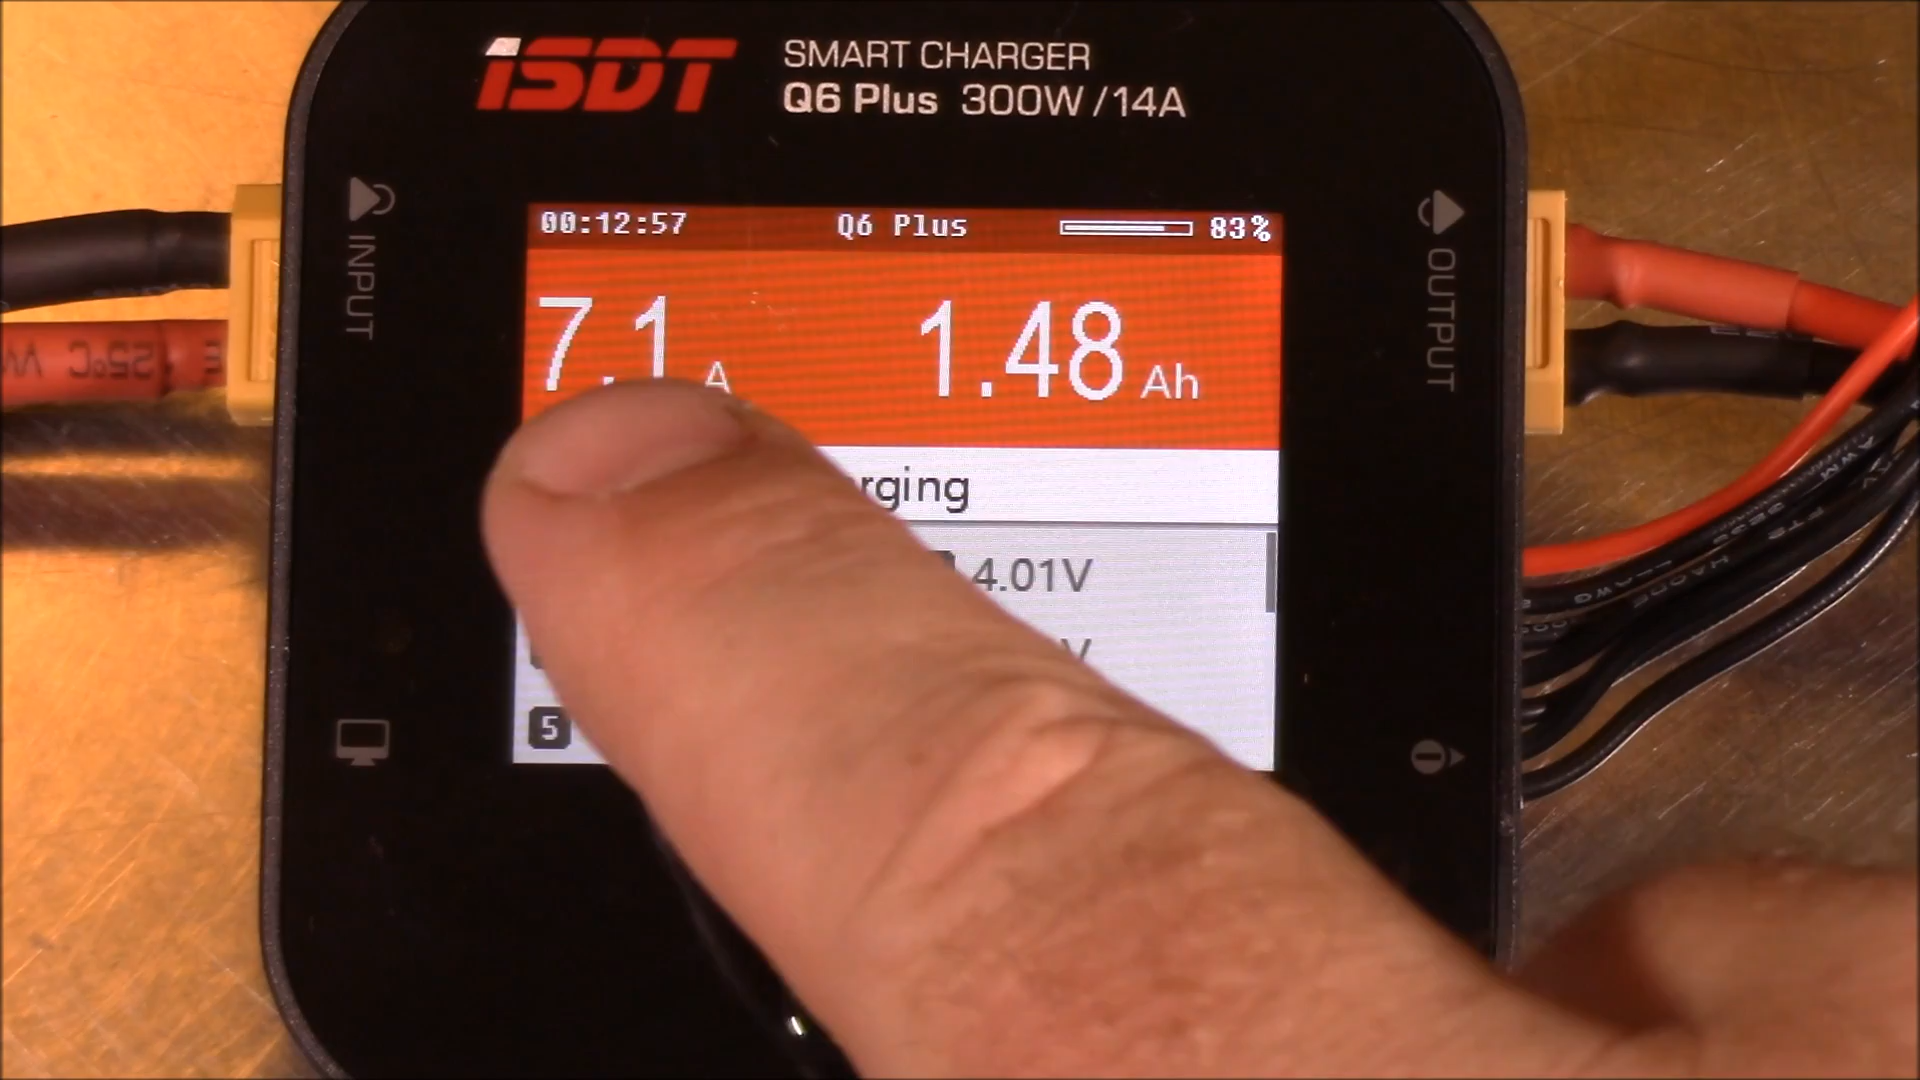 iSDT
SMART CHARGER
Q6 Plus 300W/14A
INPUT
OUTPUT
00:12:57 Q6 Plus 83%
7.1 A 1.48 Ah
rging
4.01V
V
5